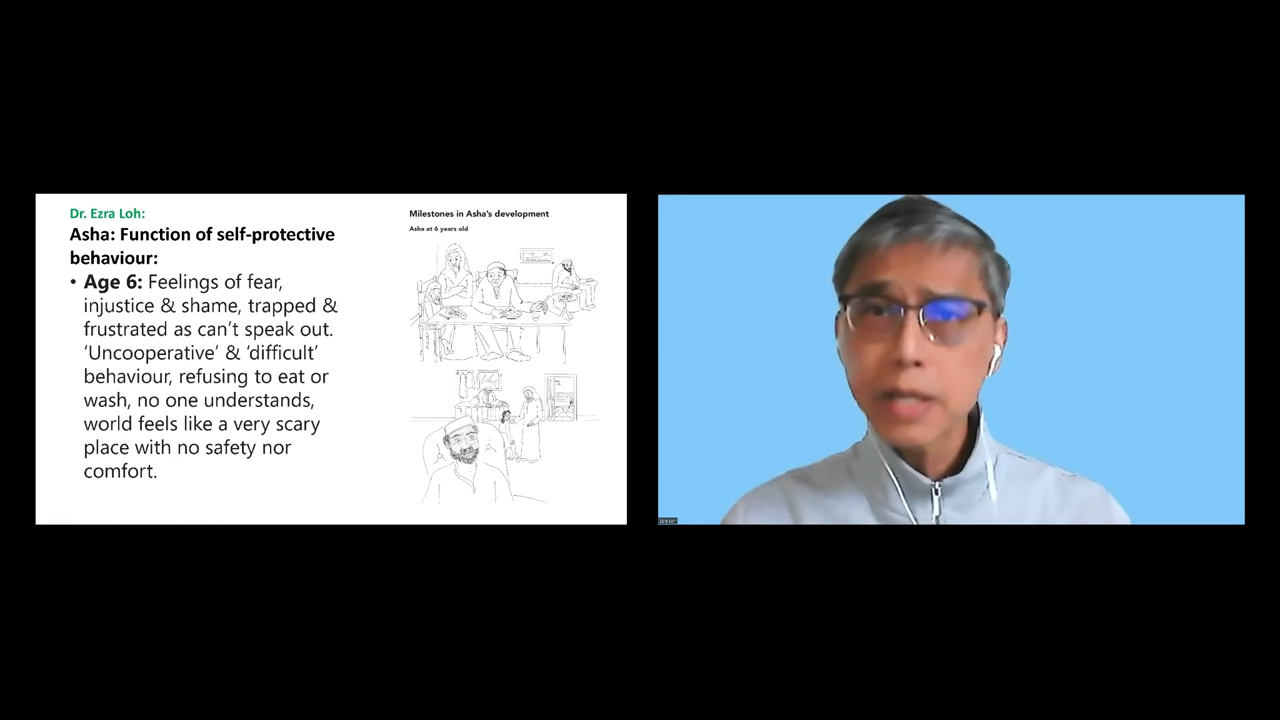 Dr. Ezra Loh:
Asha: Function of self-protective
behaviour:
• Age 6: Feelings of fear,
injustice & shame, trapped &
frustrated as can’t speak out.
‘Uncooperative’ & ‘difficult’
behaviour, refusing to eat or
wash, no one understands,
world feels like a very scary
place with no safety nor
comfort.
Milestones in Asha’s development
Asha at 6 years old